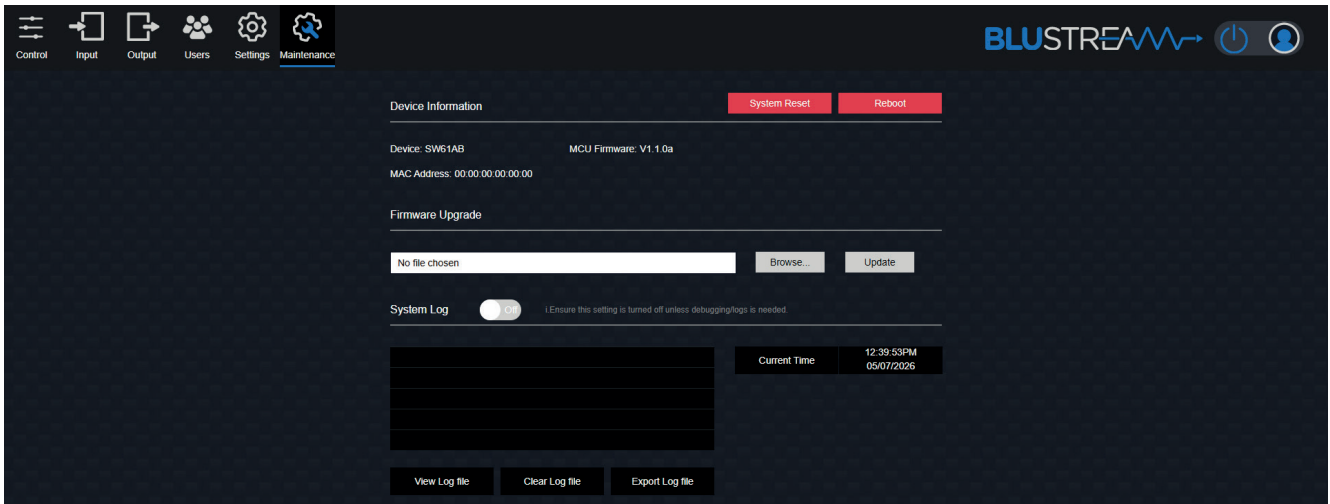 Control Input Output Users Settings Maintenance
BLUSTREAM
Device Information
System Reset Reboot
Device: SW61AB MCU Firmware: V1.1.0a
MAC Address: 00:00:00:00:00:00
Firmware Upgrade
No file chosen Browse... Update
System Log Off i.Ensure this setting is turned off unless debugging/logs is needed.
Current Time 12:39:53PM
05/07/2026
View Log file Clear Log file Export Log file